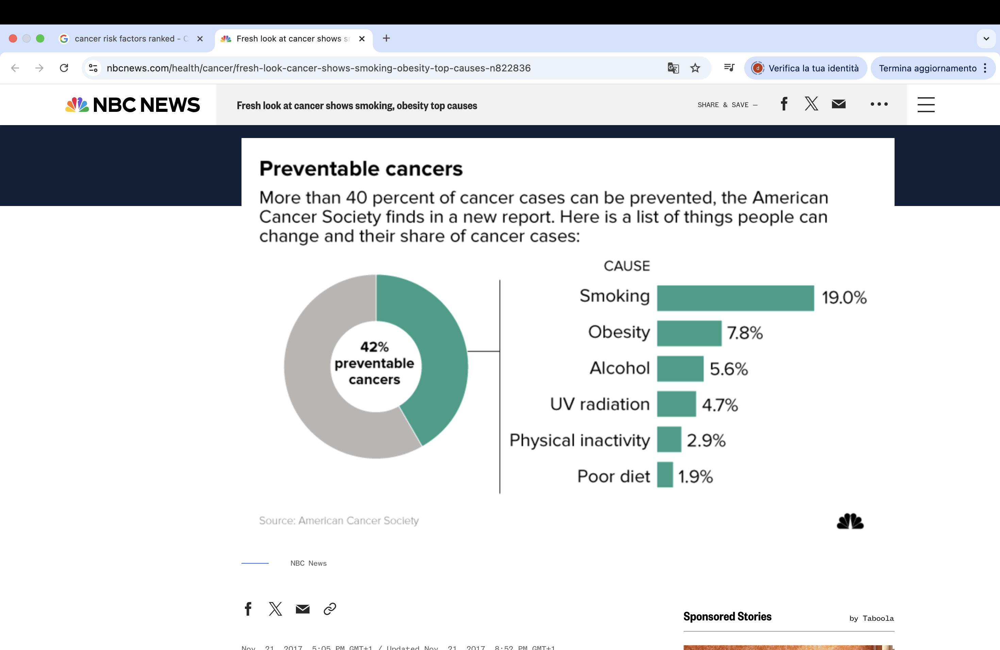 cancer risk factors ranked -
Fresh look at cancer shows
nbcnews.com/health/cancer/fresh-look-cancer-shows-smoking-obesity-top-causes-n822836
d
Verifica la tua identità
Termina aggiornamento
NBC NEWS
Fresh look at cancer shows smoking, obesity top causes
SHARE & SAVE —
Preventable cancers
More than 40 percent of cancer cases can be prevented, the American
Cancer Society finds in a new report. Here is a list of things people can
change and their share of cancer cases:
42%
preventable
cancers
CAUSE
Smoking 19.0%
Obesity 7.8%
Alcohol 5.6%
UV radiation 4.7%
Physical inactivity 2.9%
Poor diet 1.9%
Source: American Cancer Society
NBC News
Sponsored Stories
by Taboola
Nov. 21, 2017, 5:05 PM GMT+1 / Updated Nov. 21, 2017, 8:52 PM GMT+1